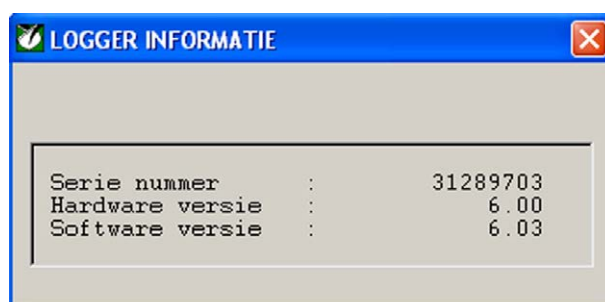 LOGGER INFORMATIE
Serie nummer : 31289703
Hardware versie : 6.00
Software versie : 6.03